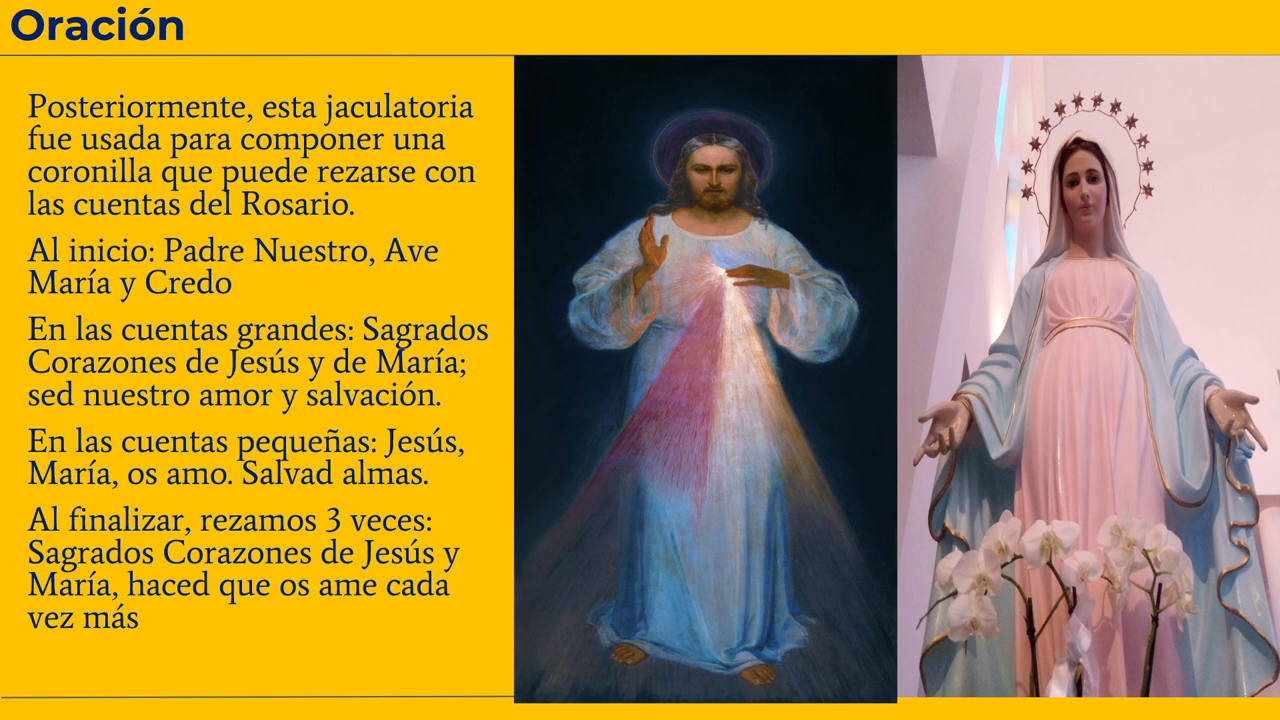 Oración
Posteriormente, esta jaculatoria
fue usada para componer una
coronilla que puede rezarse con
las cuentas del Rosario.
Al inicio: Padre Nuestro, Ave
María y Credo
En las cuentas grandes: Sagrados
Corazones de Jesús y de María;
sed nuestro amor y salvación.
En las cuentas pequeñas: Jesús,
María, os amo. Salvad almas.
Al finalizar, rezamos 3 veces:
Sagrados Corazones de Jesús y
María, haced que os ame cada
vez más